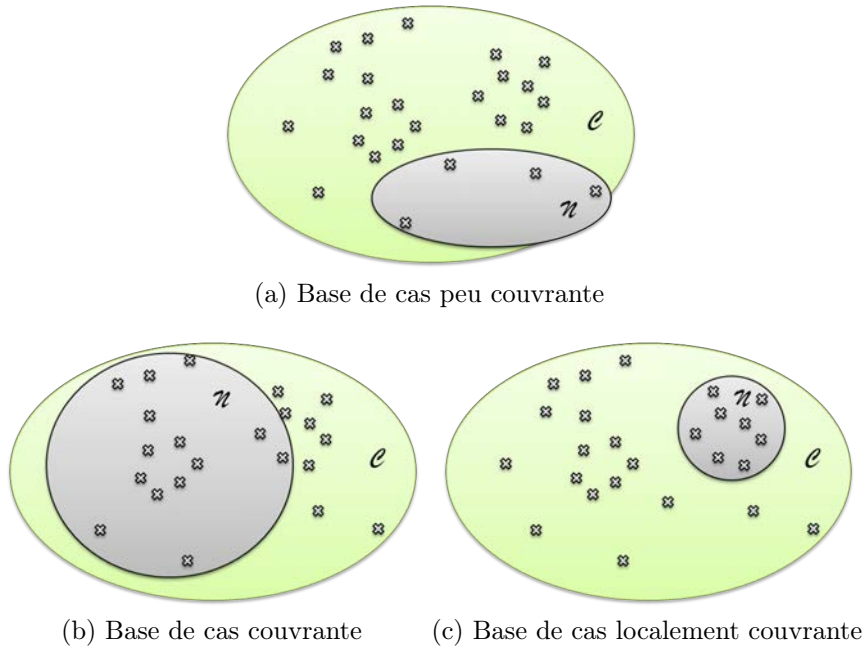 C
n
(a) Base de cas peu couvrante
n
C
n
C
(b) Base de cas couvrante
(c) Base de cas localement couvrante